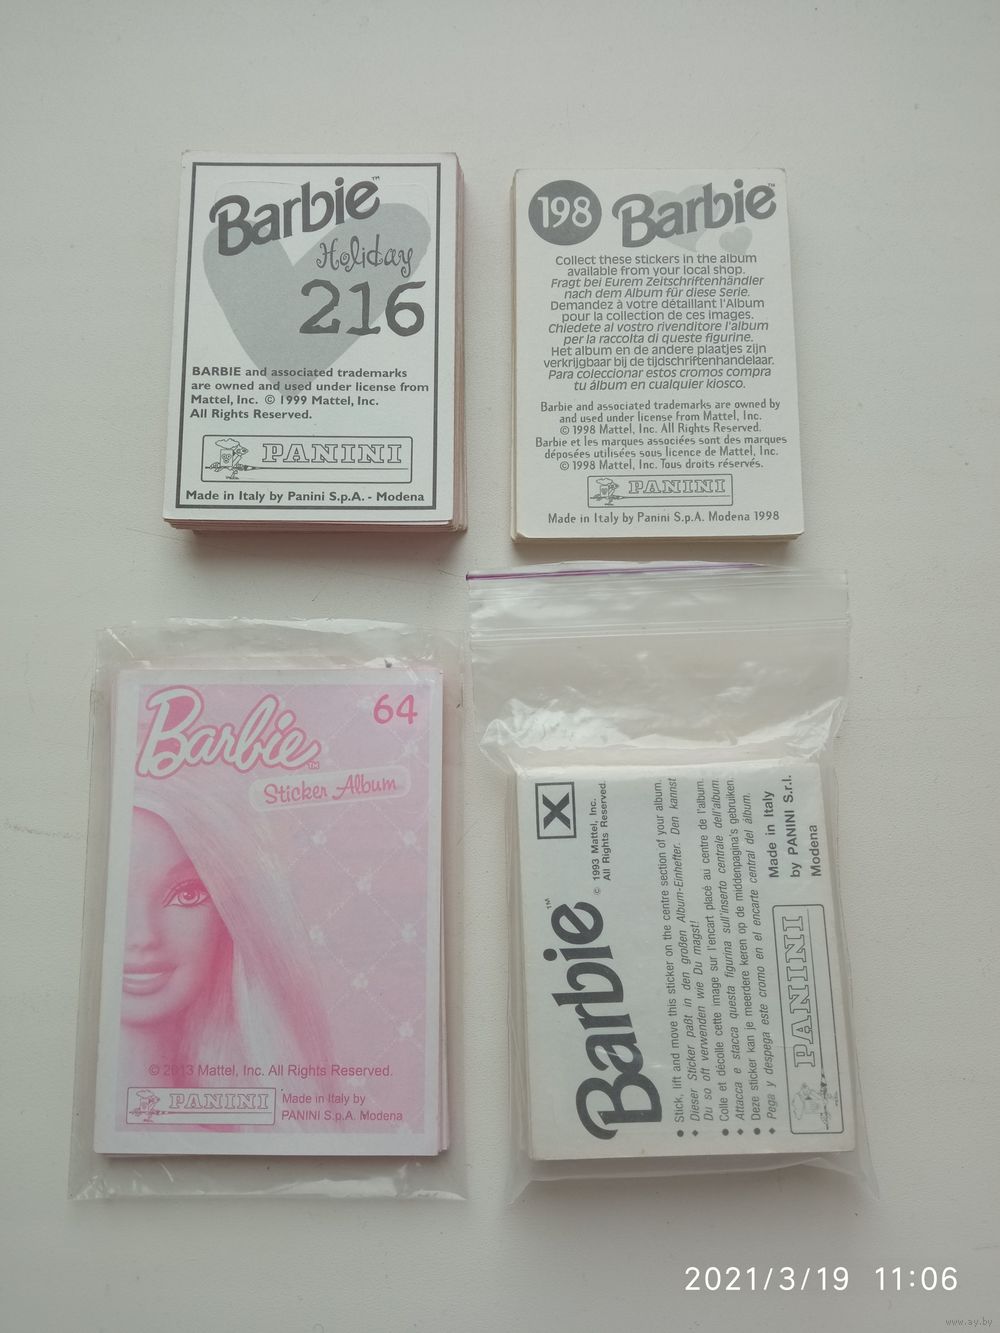 Barbie™
Holiday
216
BARBIE and associated trademarks
are owned and used under license from
Mattel, Inc. © 1999 Mattel, Inc.
All Rights Reserved.
PANINI
Made in Italy by Panini S.p.A. - Modena
198 Barbie™
Collect these stickers in the album
available from your local shop.
Fragt bei Eurem Zeitschriftenhändler
nach dem Album für diese Serie.
Demandez à votre détaillant l'Album
pour la collection de ces images.
Chiedete al vostro rivenditore l'album
per la raccolta di queste figurine.
Het album en de andere plaatjes zijn
verkrijgbaar bij de tijdschriftenhandelaar.
Para coleccionar estos cromos compra
tu álbum en cualquier kiosco.
Barbie and associated trademarks are owned by
and used under license from Mattel, Inc.
© 1998 Mattel, Inc. All Rights Reserved.
Barbie et les marques associées sont des marques
déposées utilisées sous licence de Mattel, Inc.
© 1998 Mattel, Inc. Tous droits réservés.
PANINI
Made in Italy by Panini S.p.A. Modena 1998
Barbie™
64
Sticker Album
© 2013 Mattel, Inc. All Rights Reserved.
PANINI
Made in Italy by
PANINI S.p.A. Modena
Barbie™
X
© 1993 Mattel, Inc.
All Rights Reserved.
● Stick, lift and move this sticker on the centre section of your album.
♦ Dieser Sticker paßt in den großen Album-Einhefter. Den kannst
Du so oft verwenden wie Du magst!
● Colle et décolle cette image sur l'encart placé au centre de l'album.
♦ Attacca e stacca questa figurina sull'inserto centrale dell'album.
● Deze sticker kan je meerdere keren op de middenpagina's gebruiken.
♦ Pega y despega este cromo en el encarte central del álbum.
PANINI
Made in Italy
by PANINI S.r.l.
Modena
2021/3/19 11:06
www.ay.by